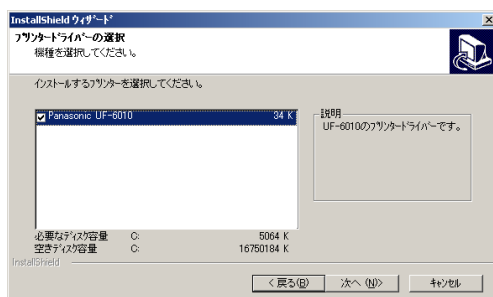 InstallShield ウィザード
プリンタードライバーの選択
機種を選択してください。
インストールするプリンターを選択してください。
Panasonic UF-6010 34 K
説明
UF-6010のプリンタードライバーです。
必要なディスク容量 C: 5064 K
空きディスク容量 C: 16750184 K
InstallShield
< 戻る(B) 次へ (N)> キャンセル